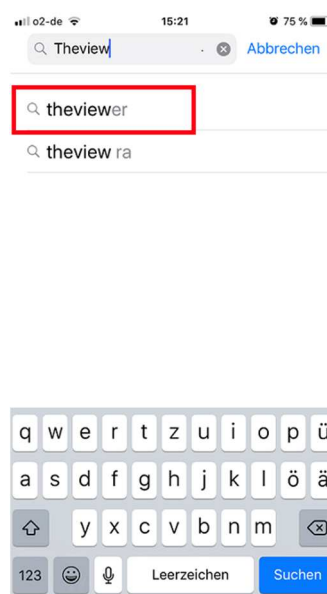 o2-de 15:21 75 %
Theview Abbrechen
theviewer
theview ra
q w e r t z u i o p ü
a s d f g h j k l ö ä
y x c v b n m
123 Leerzeichen Suchen